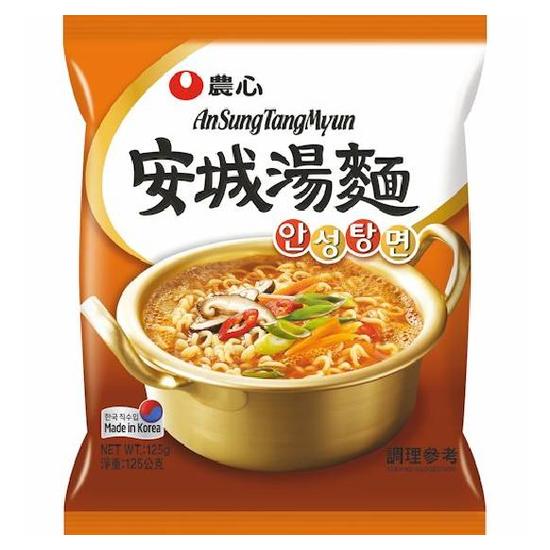 農心
AnSungTangMyun
安城湯麵
안성탕면
한국 직수입
Made in Korea
NET WT.:125g
淨重:125公克
調理參考